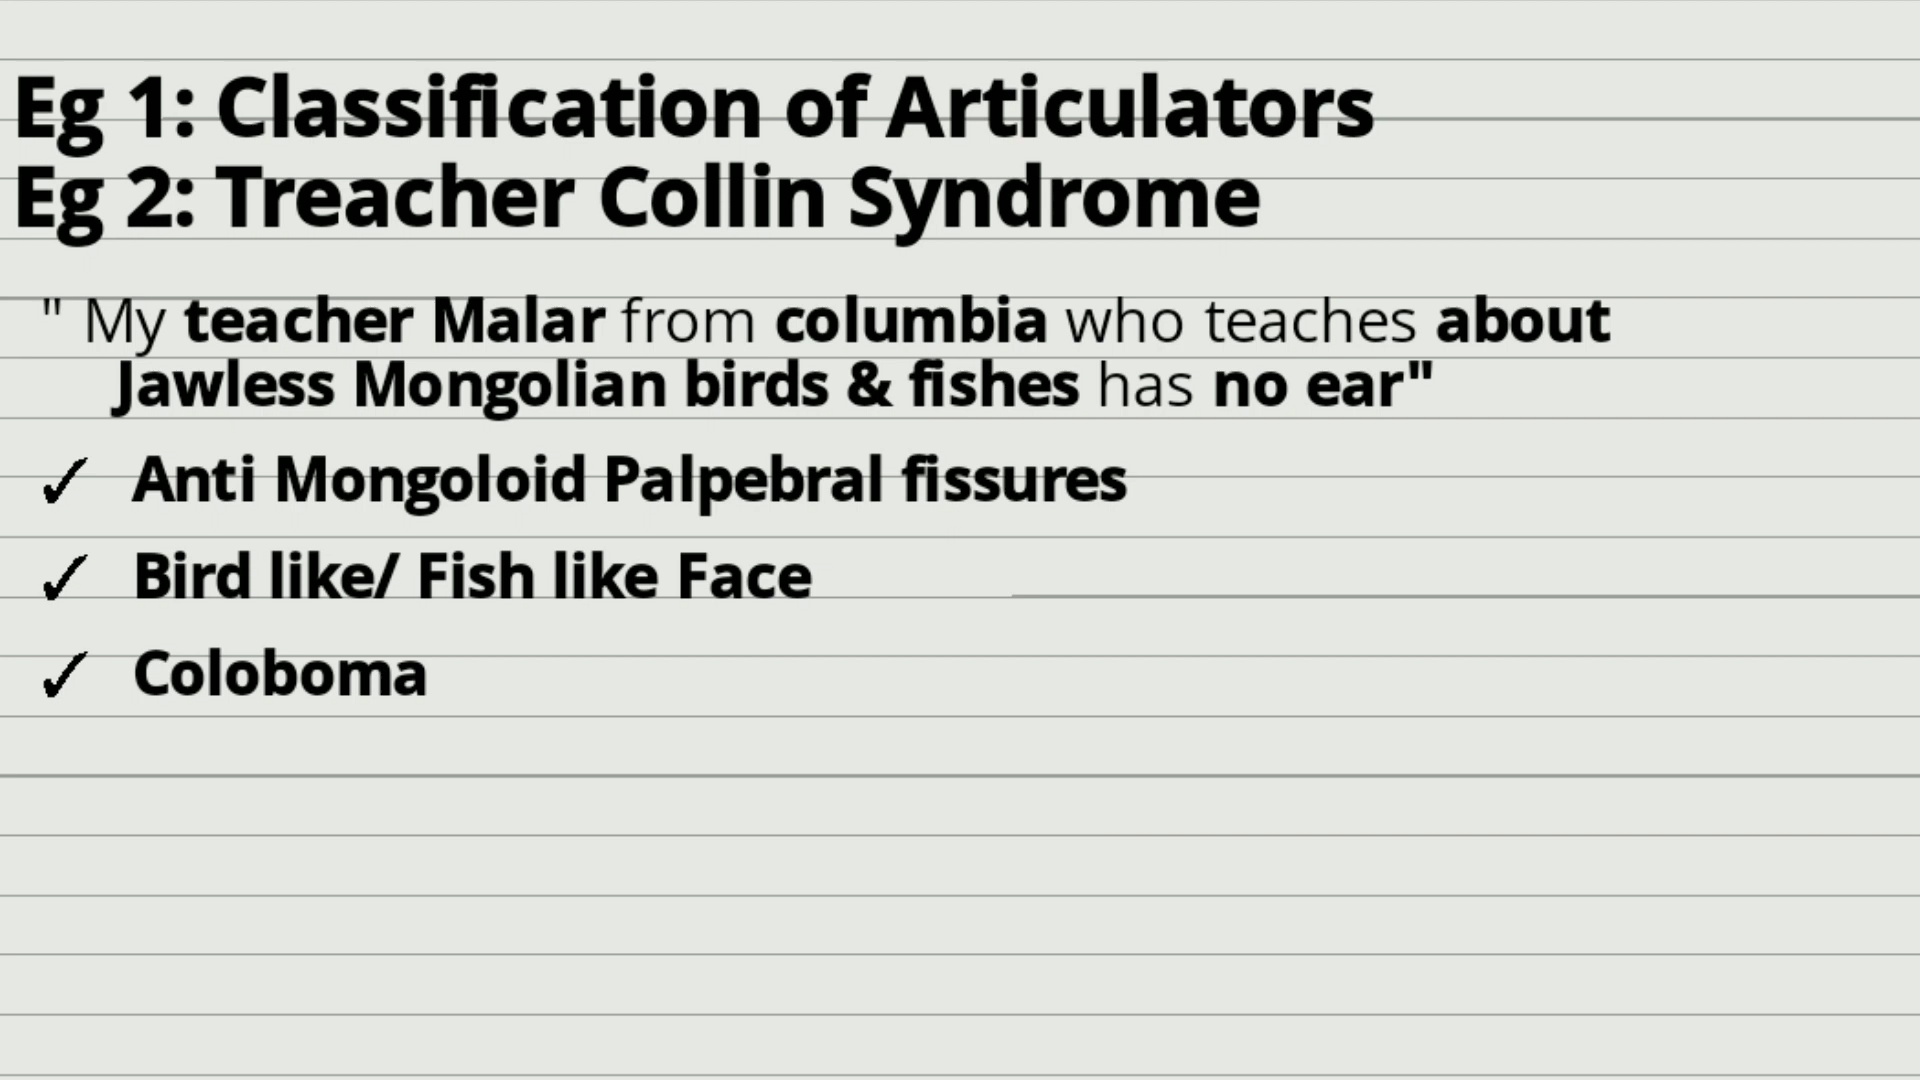 Eg 1: Classification of Articulators
Eg 2: Treacher Collin Syndrome
" My teacher Malar from columbia who teaches about
Jawless Mongolian birds & fishes has no ear"
✓ Anti Mongoloid Palpebral fissures
✓ Bird like/ Fish like Face
✓ Coloboma